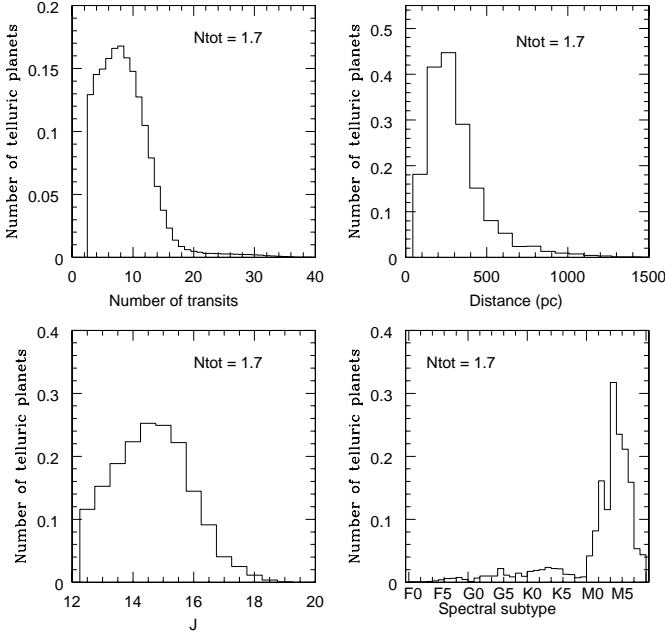 Number of telluric planets
0.2
0.15
0.1
0.05
0
Ntot = 1.7
0 10 20 30 40
Number of transits
Number of telluric planets
0.5
0.4
0.3
0.2
0.1
0
Ntot = 1.7
0 500 1000 1500
Distance (pc)
Number of telluric planets
0.4
0.3
0.2
0.1
0
Ntot = 1.7
12 14 16 18 20
J
Number of telluric planets
0.4
0.3
0.2
0.1
0
Ntot = 1.7
F0 F5 G0 G5 K0 K5 M0 M5
Spectral subtype